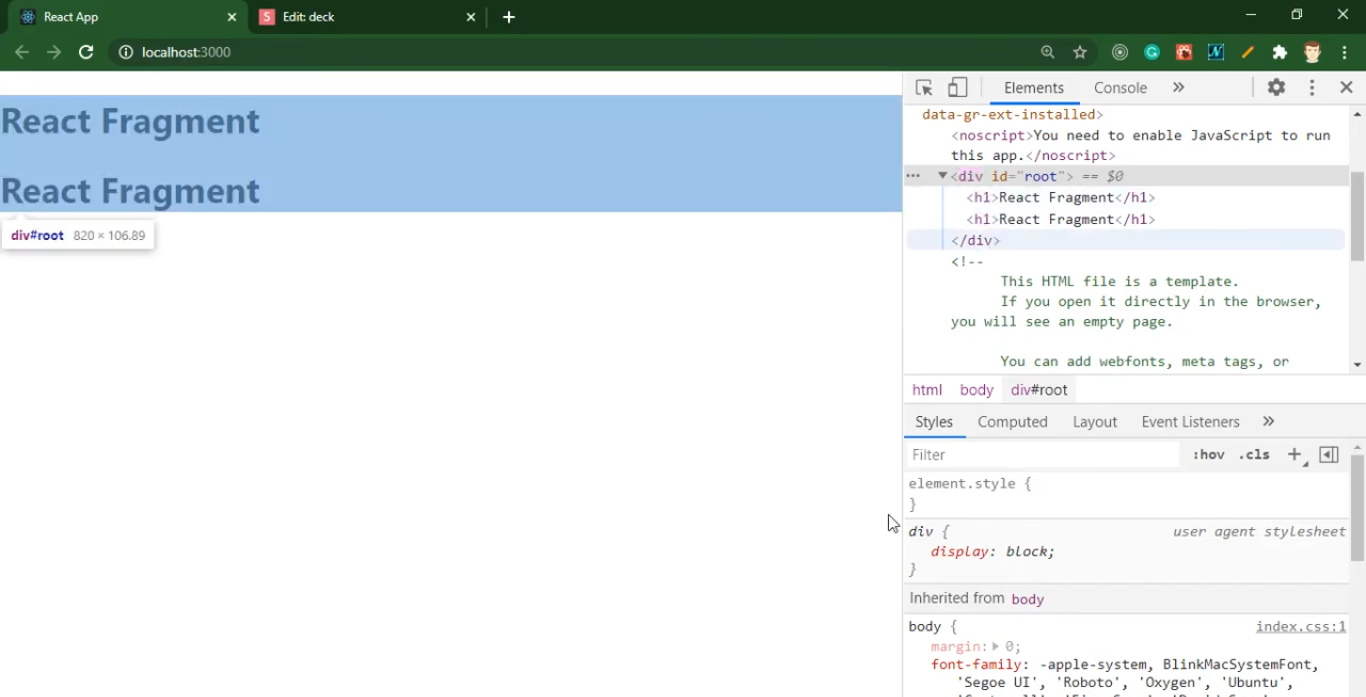 React App
Edit: deck
localhost:3000
React Fragment
React Fragment
div#root 820 × 106.89
Elements Console »
data-gr-ext-installed>
<noscript>You need to enable JavaScript to run
this app.</noscript>
<div id="root"> == $0
<h1>React Fragment</h1>
<h1>React Fragment</h1>
</div>
<!--
This HTML file is a template.
If you open it directly in the browser,
you will see an empty page.
You can add webfonts, meta tags, or
html body div#root
Styles Computed Layout Event Listeners »
Filter :hov .cls +
element.style {
}
div { user agent stylesheet
display: block;
}
Inherited from body
body { index.css:1
margin: 0;
font-family: -apple-system, BlinkMacSystemFont,
'Segoe UI', 'Roboto', 'Oxygen', 'Ubuntu',